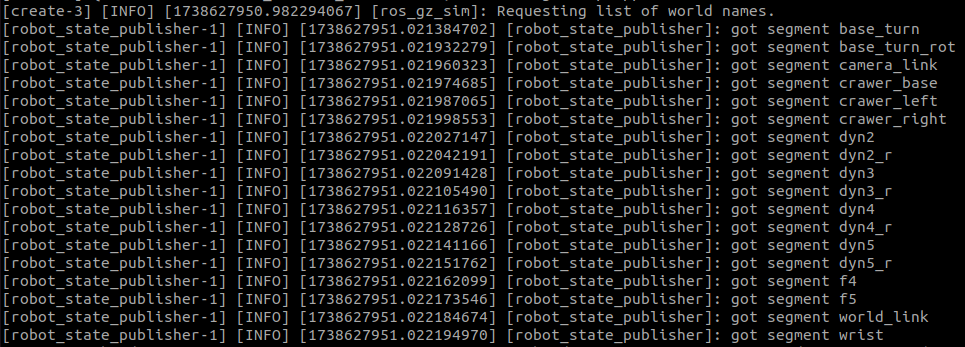 [create-3] [INFO] [1738627950.982294067] [ros_gz_sim]: Requesting list of world names.
[robot_state_publisher-1] [INFO] [1738627951.021384702] [robot_state_publisher]: got segment base_turn
[robot_state_publisher-1] [INFO] [1738627951.021932279] [robot_state_publisher]: got segment base_turn_rot
[robot_state_publisher-1] [INFO] [1738627951.021960323] [robot_state_publisher]: got segment camera_link
[robot_state_publisher-1] [INFO] [1738627951.021974685] [robot_state_publisher]: got segment crawer_base
[robot_state_publisher-1] [INFO] [1738627951.021987065] [robot_state_publisher]: got segment crawer_left
[robot_state_publisher-1] [INFO] [1738627951.021998553] [robot_state_publisher]: got segment crawer_right
[robot_state_publisher-1] [INFO] [1738627951.022027147] [robot_state_publisher]: got segment dyn2
[robot_state_publisher-1] [INFO] [1738627951.022042191] [robot_state_publisher]: got segment dyn2_r
[robot_state_publisher-1] [INFO] [1738627951.022091428] [robot_state_publisher]: got segment dyn3
[robot_state_publisher-1] [INFO] [1738627951.022105490] [robot_state_publisher]: got segment dyn3_r
[robot_state_publisher-1] [INFO] [1738627951.022116357] [robot_state_publisher]: got segment dyn4
[robot_state_publisher-1] [INFO] [1738627951.022128726] [robot_state_publisher]: got segment dyn4_r
[robot_state_publisher-1] [INFO] [1738627951.022141166] [robot_state_publisher]: got segment dyn5
[robot_state_publisher-1] [INFO] [1738627951.022151762] [robot_state_publisher]: got segment dyn5_r
[robot_state_publisher-1] [INFO] [1738627951.022162099] [robot_state_publisher]: got segment f4
[robot_state_publisher-1] [INFO] [1738627951.022173546] [robot_state_publisher]: got segment f5
[robot_state_publisher-1] [INFO] [1738627951.022184674] [robot_state_publisher]: got segment world_link
[robot_state_publisher-1] [INFO] [1738627951.022194970] [robot_state_publisher]: got segment wrist